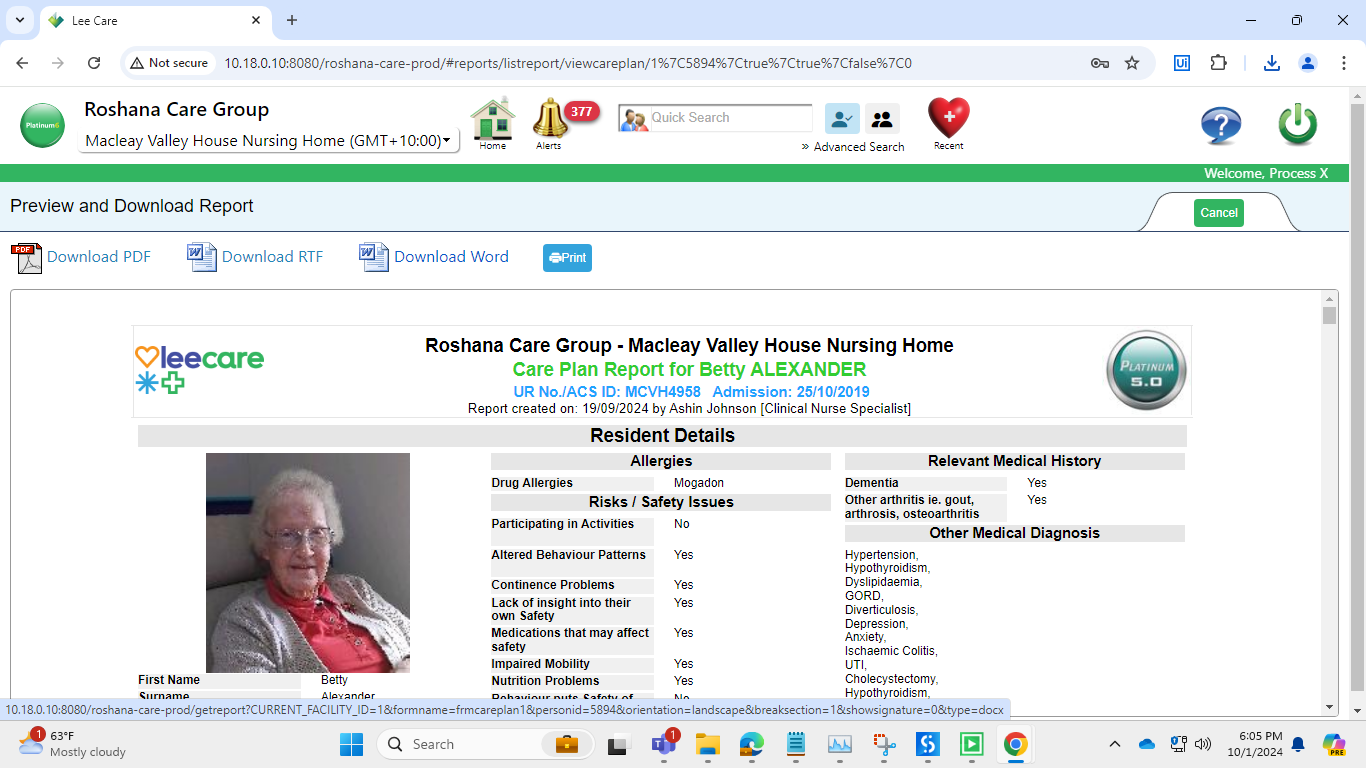 Lee Care
Not secure
10.18.0.10:8080/roshana-care-prod/#reports/listreport/viewcareplan/1%7C5894%7Ctrue%7Ctrue%7Cfalse%7C0
Platinum
Roshana Care Group
Macleay Valley House Nursing Home (GMT+10:00)
Home
377
Alerts
Quick Search
» Advanced Search
Recent
Welcome, Process X
Preview and Download Report
Cancel
PDF
Download PDF
Download RTF
Download Word
Print
leecare
Roshana Care Group - Macleay Valley House Nursing Home
Care Plan Report for Betty ALEXANDER
UR No./ACS ID: MCVH4958 Admission: 25/10/2019
Report created on: 19/09/2024 by Ashin Johnson [Clinical Nurse Specialist]
PLATINUM
5.0
Resident Details
First Name Betty
Surname Alexander
Allergies
Drug Allergies Mogadon
Risks / Safety Issues
Participating in Activities No
Altered Behaviour Patterns Yes
Continence Problems Yes
Lack of insight into their Yes
own Safety
Medications that may affect Yes
safety
Impaired Mobility Yes
Nutrition Problems Yes
Behaviour puts Safety of No
Relevant Medical History
Dementia Yes
Other arthritis ie. gout, Yes
arthrosis, osteoarthritis
Other Medical Diagnosis
Hypertension,
Hypothyroidism,
Dyslipidaemia,
GORD,
Diverticulosis,
Depression,
Anxiety,
Ischaemic Colitis,
UTI,
Cholecystectomy,
Hypothyroidism,
10.18.0.10:8080/roshana-care-prod/getreport?CURRENT_FACILITY_ID=1&formname=frmcareplan1&personid=5894&orientation=landscape&breaksection=1&showsignature=0&type=docx
1
63°F
Mostly cloudy
Search
1
6:05 PM
10/1/2024
PRE